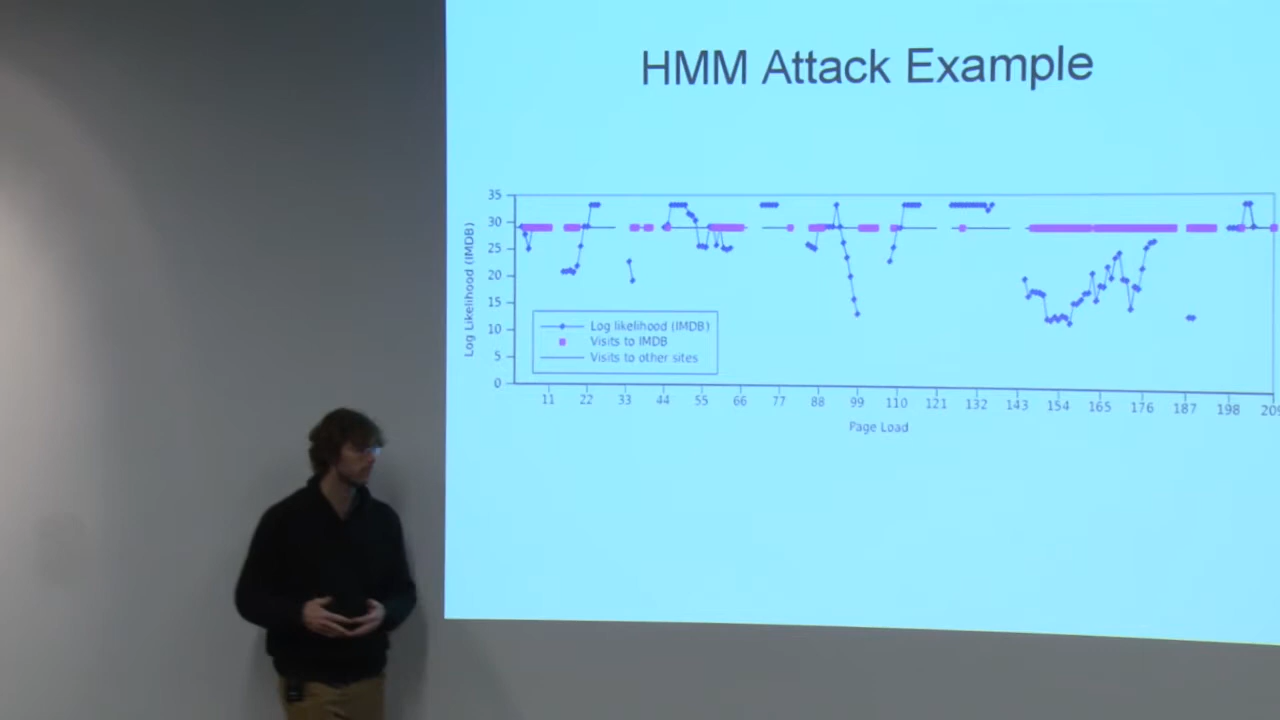 HMM Attack Example
35
30
25
20
15
10
5
0
Log Likelihood (IMDB)
Log likelihood (IMDB)
Visits to IMDB
Visits to other sites
11 22 33 44 55 66 77 88 99 110 121 132 143 154 165 176 187 198 209
Page Load